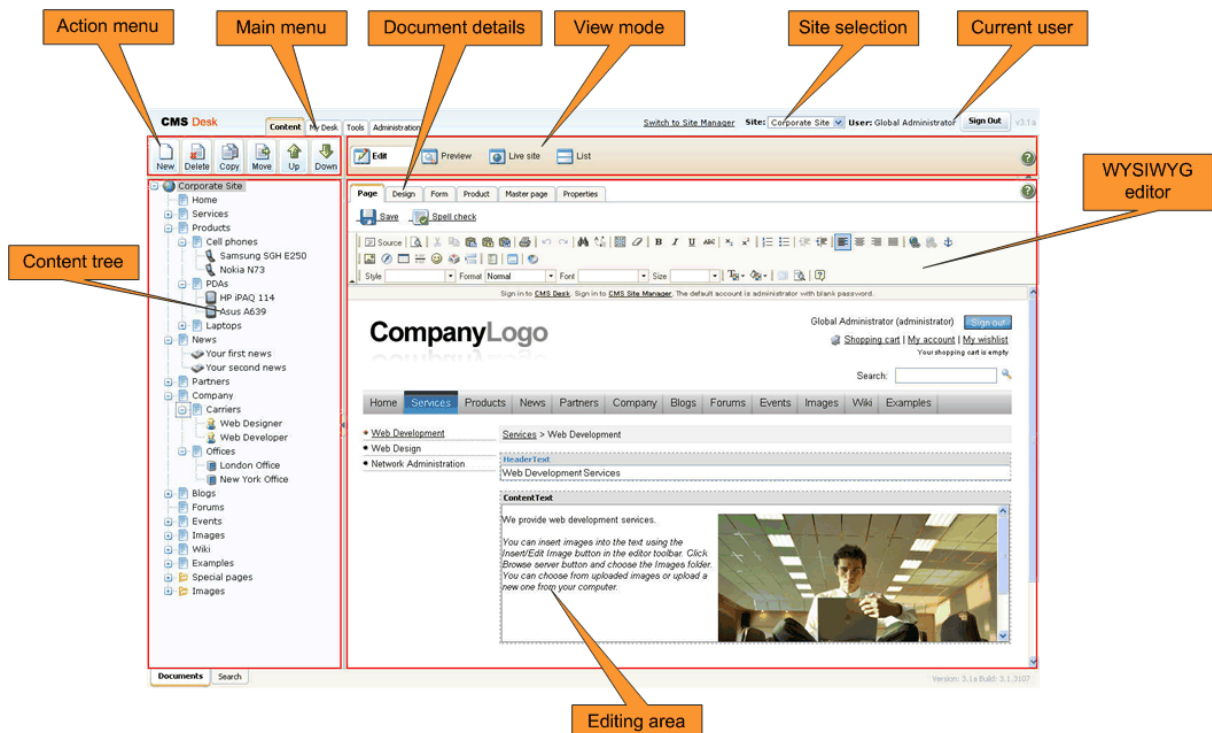 Action menu
Main menu
Document details
View mode
Site selection
Current user
CMS Desk
Content
My Desk
Tools
Administration
Switch to Site Manager
Site: Corporate Site
User: Global Administrator
Sign Out
v3.1a
New
Delete
Copy
Move
Up
Down
Edit
Preview
Live site
List
WYSIWYG
editor
Content tree
Corporate Site
Home
Services
Products
Cell phones
Samsung SGH E250
Nokia N73
PDAs
HP iPAQ 114
Asus A639
Laptops
News
Your first news
Your second news
Partners
Company
Carriers
Web Designer
Web Developer
Offices
London Office
New York Office
Blogs
Forums
Events
Images
Wiki
Examples
Special pages
Images
Documents
Search
Page
Design
Form
Product
Master page
Properties
Save
Spell check
Source
Style
Format Normal
Font
Size
Sign in to CMS Desk. Sign in to CMS Site Manager. The default account is administrator with blank password.
CompanyLogo
Global Administrator (administrator)
Sign out
Shopping cart | My account | My wishlist
Your shopping cart is empty
Search:
Home Services Products News Partners Company Blogs Forums Events Images Wiki Examples
Web Development
Web Design
Network Administration
Services > Web Development
HeaderText
Web Development Services
ContentText
We provide web development services.
You can insert images into the text using the
Insert/Edit Image button in the editor toolbar. Click
Browse server button and choose the Images folder.
You can choose from uploaded images or upload a
new one from your computer.
Version: 3.1a Build: 3.1.3107
Editing area